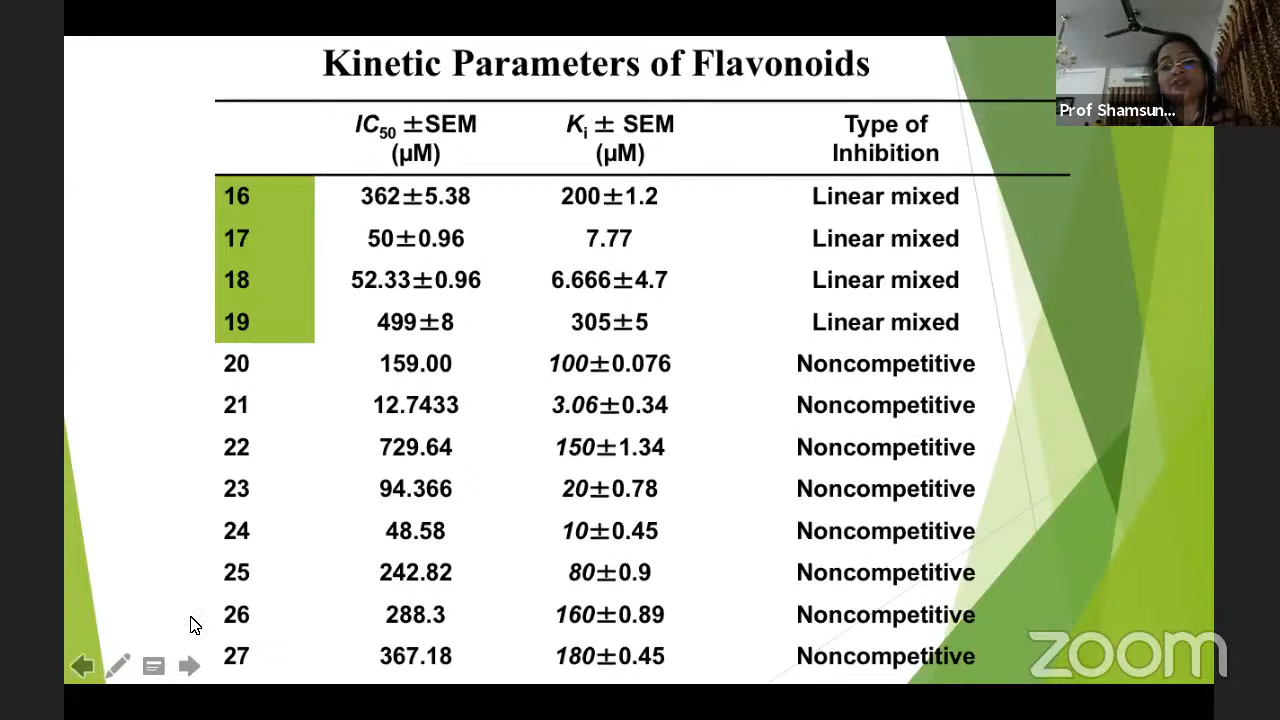 Kinetic Parameters of Flavonoids
Prof Shamsun...
IC50 ±SEM (µM) Ki ± SEM (µM) Type of Inhibition
16 362±5.38 200±1.2 Linear mixed
17 50±0.96 7.77 Linear mixed
18 52.33±0.96 6.666±4.7 Linear mixed
19 499±8 305±5 Linear mixed
20 159.00 100±0.076 Noncompetitive
21 12.7433 3.06±0.34 Noncompetitive
22 729.64 150±1.34 Noncompetitive
23 94.366 20±0.78 Noncompetitive
24 48.58 10±0.45 Noncompetitive
25 242.82 80±0.9 Noncompetitive
26 288.3 160±0.89 Noncompetitive
27 367.18 180±0.45 Noncompetitive
zoom